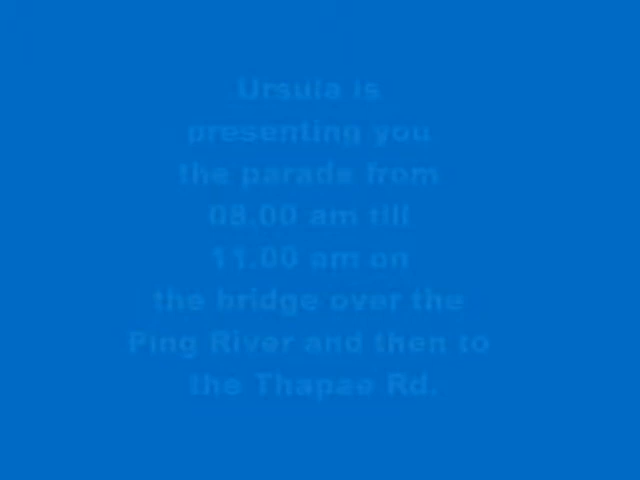 Ursula is
presenting you
the parade from
08.00 am till
11.00 am on
the bridge over the
Ping River and then to
the Thapae Rd.